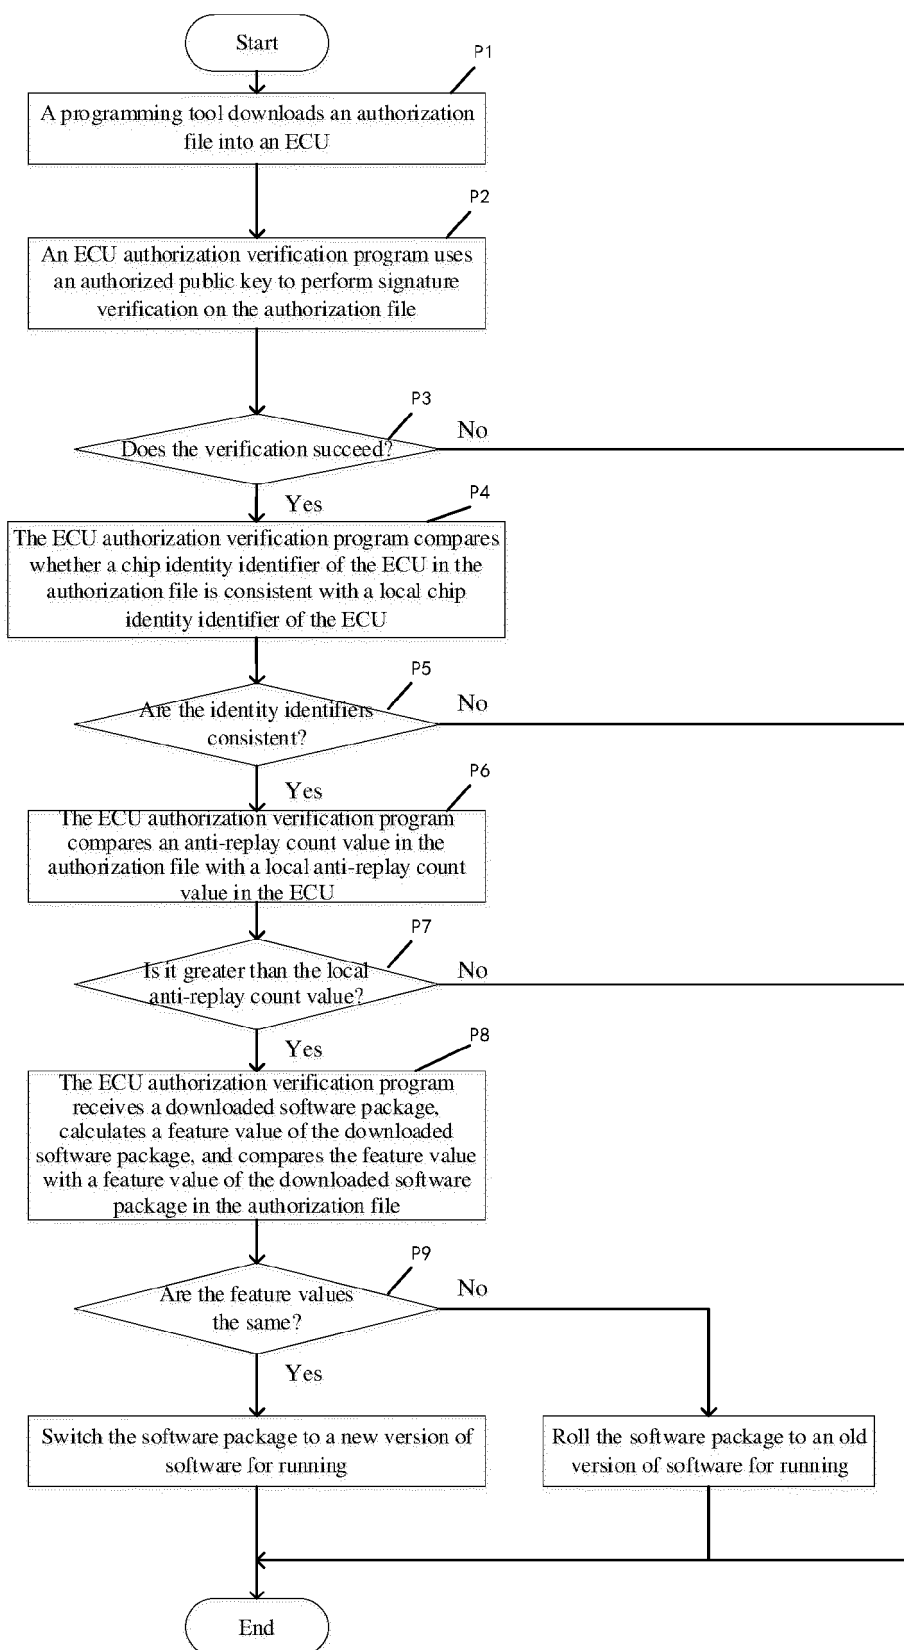 Start
P1
A programming tool downloads an authorization
file into an ECU
P2
An ECU authorization verification program uses
an authorized public key to perform signature
verification on the authorization file
P3
Does the verification succeed?
No
Yes
P4
The ECU authorization verification program compares
whether a chip identity identifier of the ECU in the
authorization file is consistent with a local chip
identity identifier of the ECU
P5
Are the identity identifiers
consistent?
No
Yes
P6
The ECU authorization verification program
compares an anti-replay count value in the
authorization file with a local anti-replay count
value in the ECU
P7
Is it greater than the local
anti-replay count value?
No
Yes
P8
The ECU authorization verification program
receives a downloaded software package,
calculates a feature value of the downloaded
software package, and compares the feature value
with a feature value of the downloaded software
package in the authorization file
P9
Are the feature values
the same?
No
Yes
Switch the software package to a new version of
software for running
Roll the software package to an old
version of software for running
End